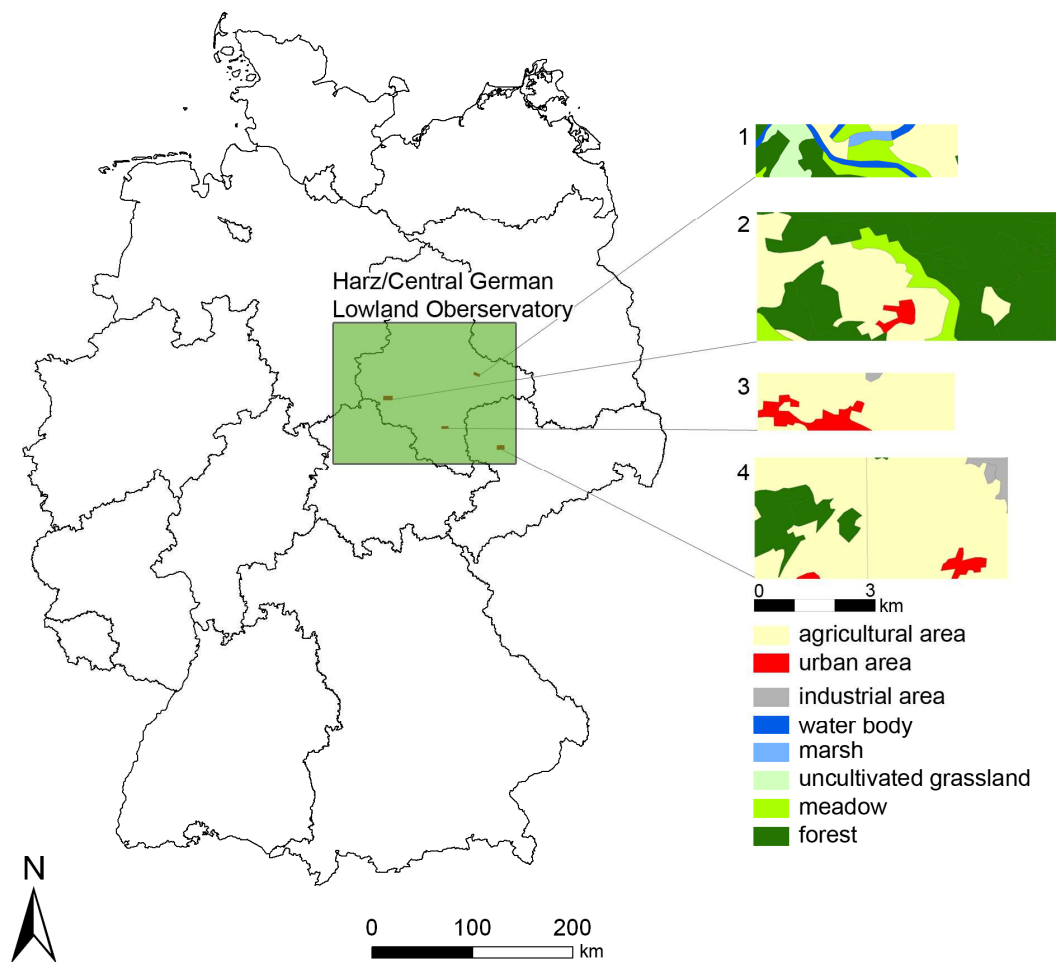 Harz/Central German
Lowland Oberservatory
1
2
3
4
0 3
km
agricultural area
urban area
industrial area
water body
marsh
uncultivated grassland
meadow
forest
N
0 100 200
km